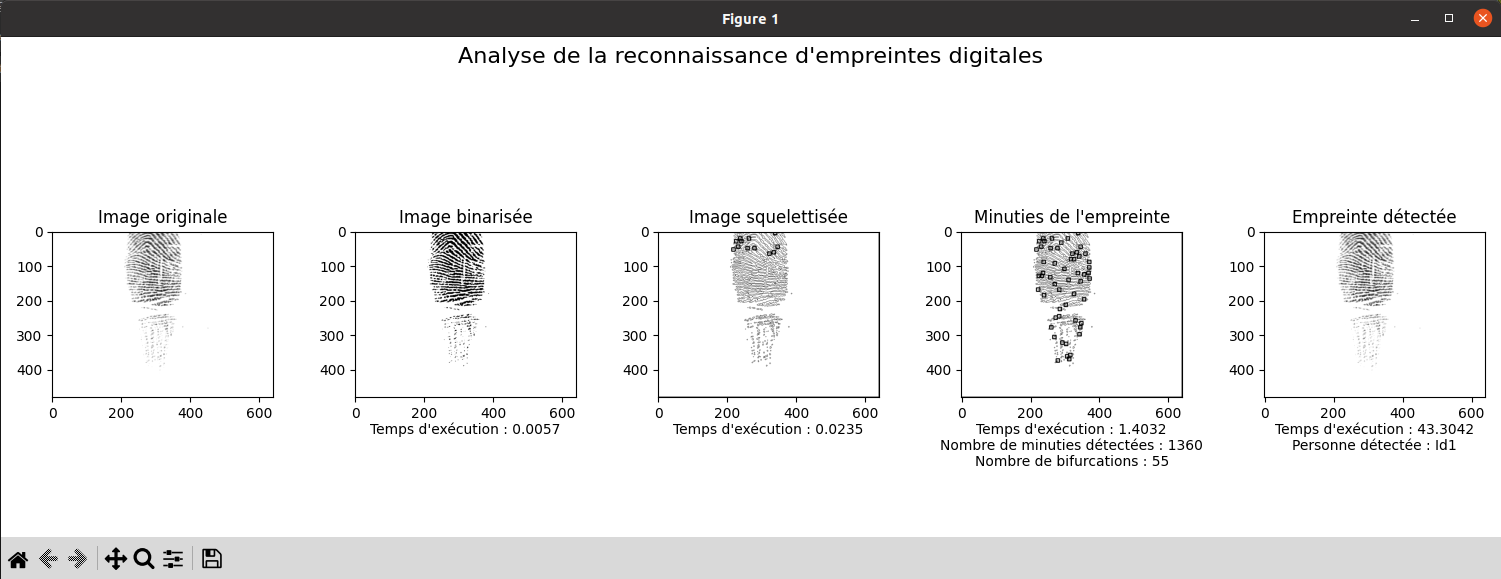 Figure 1
Analyse de la reconnaissance d'empreintes digitales
Image originale
0
100
200
300
400
0 200 400 600
Image binarisée
0
100
200
300
400
0 200 400 600
Temps d'exécution : 0.0057
Image squelettisée
0
100
200
300
400
0 200 400 600
Temps d'exécution : 0.0235
Minuties de l'empreinte
0
100
200
300
400
0 200 400 600
Temps d'exécution : 1.4032
Nombre de minuties détectées : 1360
Nombre de bifurcations : 55
Empreinte détectée
0
100
200
300
400
0 200 400 600
Temps d'exécution : 43.3042
Personne détectée : Id1